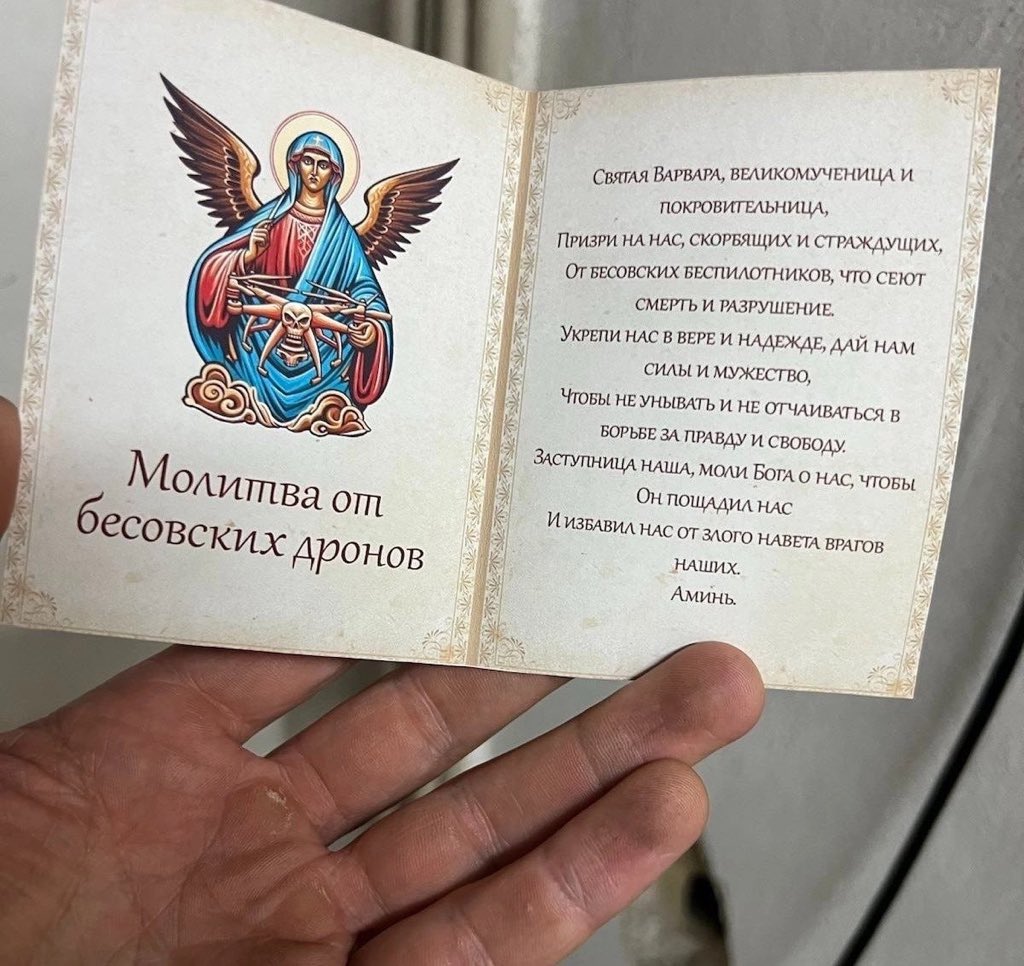 Молитва от
бесовских дронов
Святая Варвара, великомученица и
покровительница,
Призри на нас, скорбящих и страждущих,
От бесовских беспилотников, что сеют
смерть и разрушение.
Укрепи нас в вере и надежде, дай нам
силы и мужество,
Чтобы не унывать и не отчаиваться в
борьбе за правду и свободу.
Заступница наша, моли Бога о нас, чтобы
Он пощадил нас
И избавил нас от злого навета врагов
наших.
Аминь.